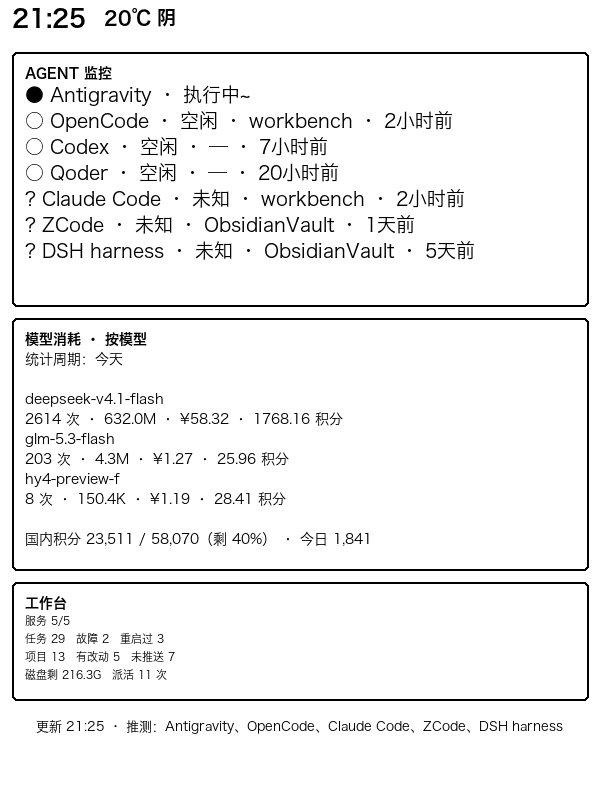 21:25 20℃ 阴
AGENT 监控
● Antigravity · 执行中~
○ OpenCode · 空闲 · workbench · 2小时前
○ Codex · 空闲 · — · 7小时前
○ Qoder · 空闲 · — · 20小时前
? Claude Code · 未知 · workbench · 2小时前
? ZCode · 未知 · ObsidianVault · 1天前
? DSH harness · 未知 · ObsidianVault · 5天前
模型消耗 · 按模型
统计周期：今天
deepseek-v4.1-flash
2614 次 · 632.0M · ¥58.32 · 1768.16 积分
glm-5.3-flash
203 次 · 4.3M · ¥1.27 · 25.96 积分
hy4-preview-f
8 次 · 150.4K · ¥1.19 · 28.41 积分
国内积分 23,511 / 58,070（剩 40%） · 今日 1,841
工作台
服务 5/5
任务 29 故障 2 重启过 3
项目 13 有改动 5 未推送 7
磁盘剩 216.3G 派活 11 次
更新 21:25 · 推测：Antigravity、OpenCode、Claude Code、ZCode、DSH harness